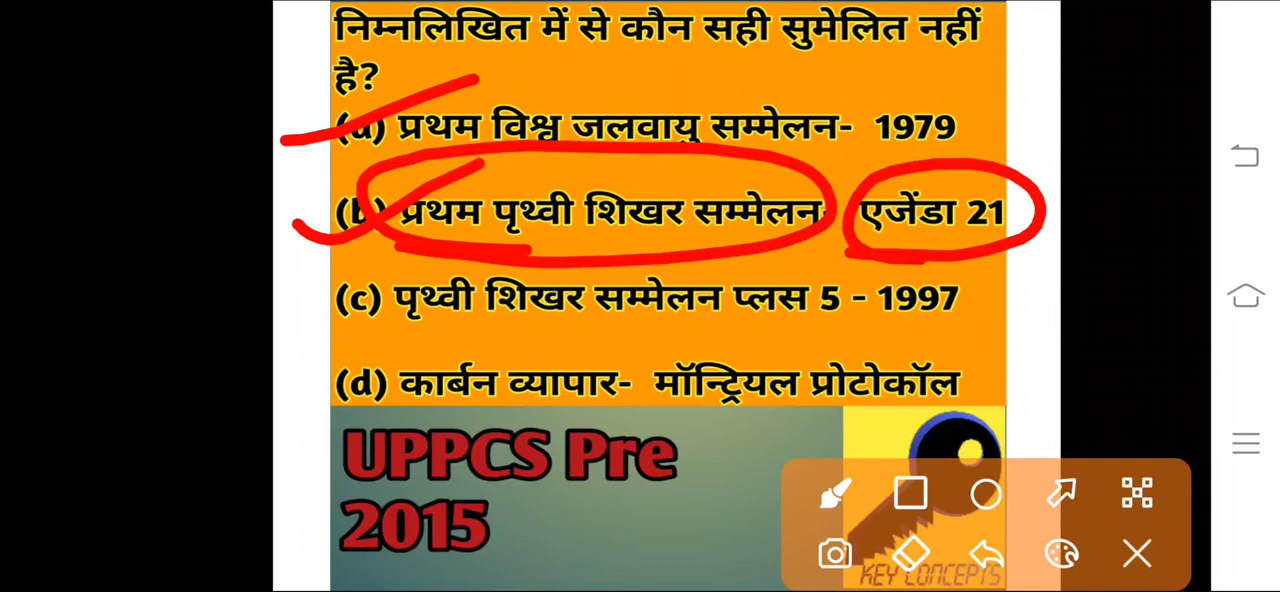 निम्नलिखित में से कौन सही सुमेलित नहीं
है?
(a) प्रथम विश्व जलवायु सम्मेलन- 1979
(b) प्रथम पृथ्वी शिखर सम्मेलन- एजेंडा 21
(c) पृथ्वी शिखर सम्मेलन प्लस 5 - 1997
(d) कार्बन व्यापार- मॉन्ट्रियल प्रोटोकॉल
UPPCS Pre
2015
KEY CONCEPTS